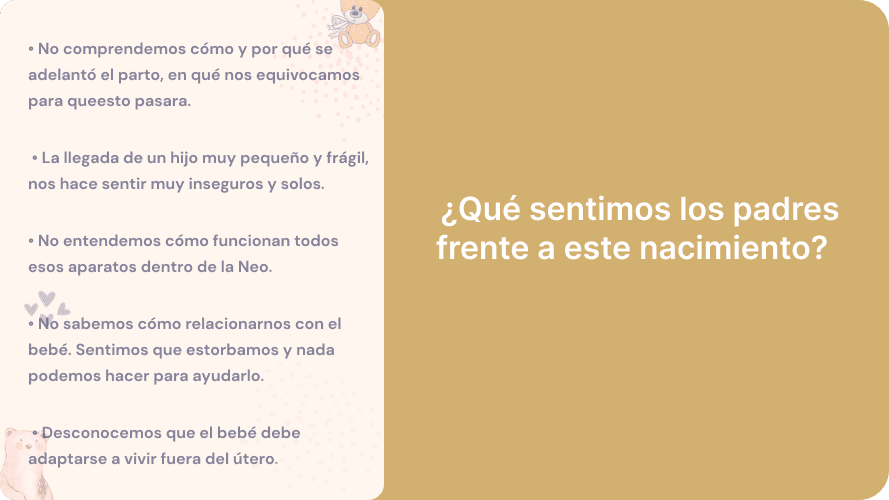 • No comprendemos cómo y por qué se
adelantó el parto, en qué nos equivocamos
para queesto pasara.
• La llegada de un hijo muy pequeño y frágil,
nos hace sentir muy inseguros y solos.
• No entendemos cómo funcionan todos
esos aparatos dentro de la Neo.
• No sabemos cómo relacionarnos con el
bebé. Sentimos que estorbamos y nada
podemos hacer para ayudarlo.
• Desconocemos que el bebé debe
adaptarse a vivir fuera del útero.
¿Qué sentimos los padres
frente a este nacimiento?